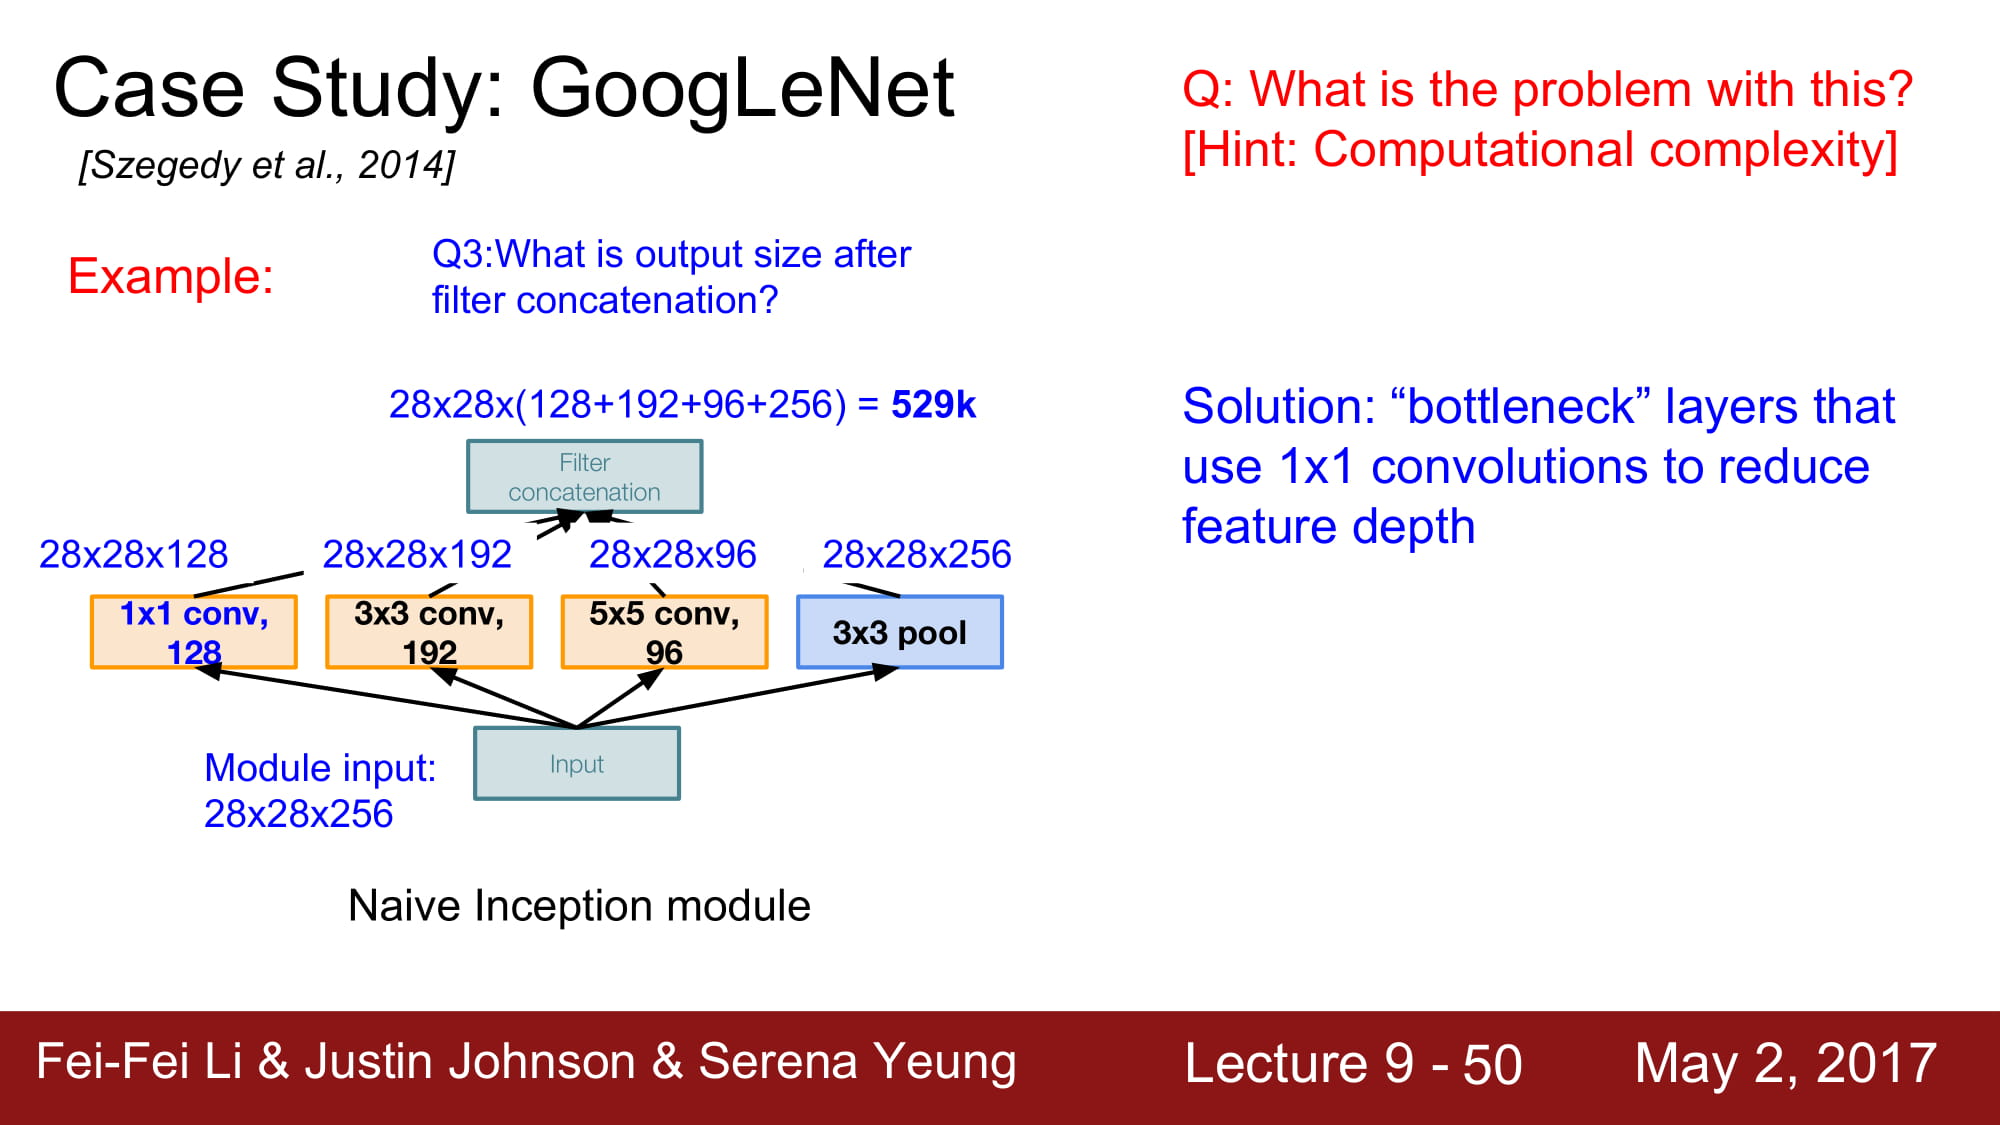 Case Study: GoogLeNet
[Szegedy et al., 2014]
Q: What is the problem with this?
[Hint: Computational complexity]
Example:
Q3:What is output size after
filter concatenation?
28x28x(128+192+96+256) = 529k
Filter
concatenation
28x28x128
28x28x192
28x28x96
28x28x256
1x1 conv,
128
3x3 conv,
192
5x5 conv,
96
3x3 pool
Input
Module input:
28x28x256
Naive Inception module
Solution: “bottleneck” layers that
use 1x1 convolutions to reduce
feature depth
Fei-Fei Li & Justin Johnson & Serena Yeung
Lecture 9 - 50
May 2, 2017